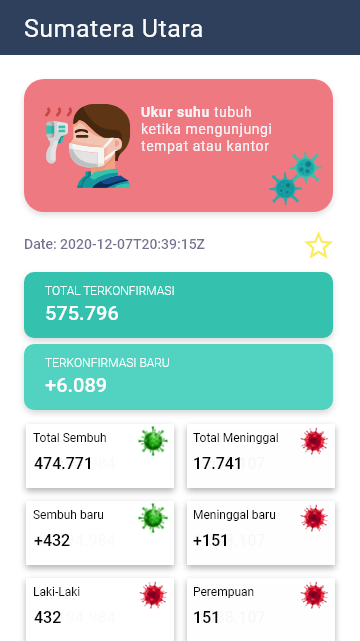 Sumatera Utara
Ukur suhu tubuh
ketika mengunjungi
tempat atau kantor
Date: 2020-12-07T20:39:15Z
TOTAL TERKONFIRMASI
575.796
TERKONFIRMASI BARU
+6.089
Total Sembuh
474.771
Total Meninggal
17.741
Sembuh baru
+432
Meninggal baru
+151
Laki-Laki
432
Perempuan
151